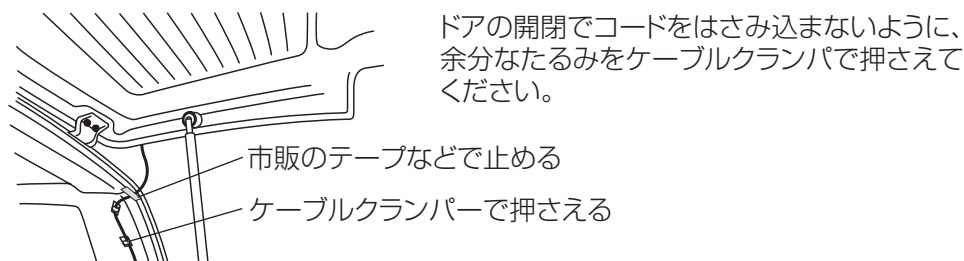 ドアの開閉でコードをはさみ込まないように、
余分なたるみをケーブルクランパで押さえて
ください。
市販のテープなどで止める
ケーブルクランパーで押さえる